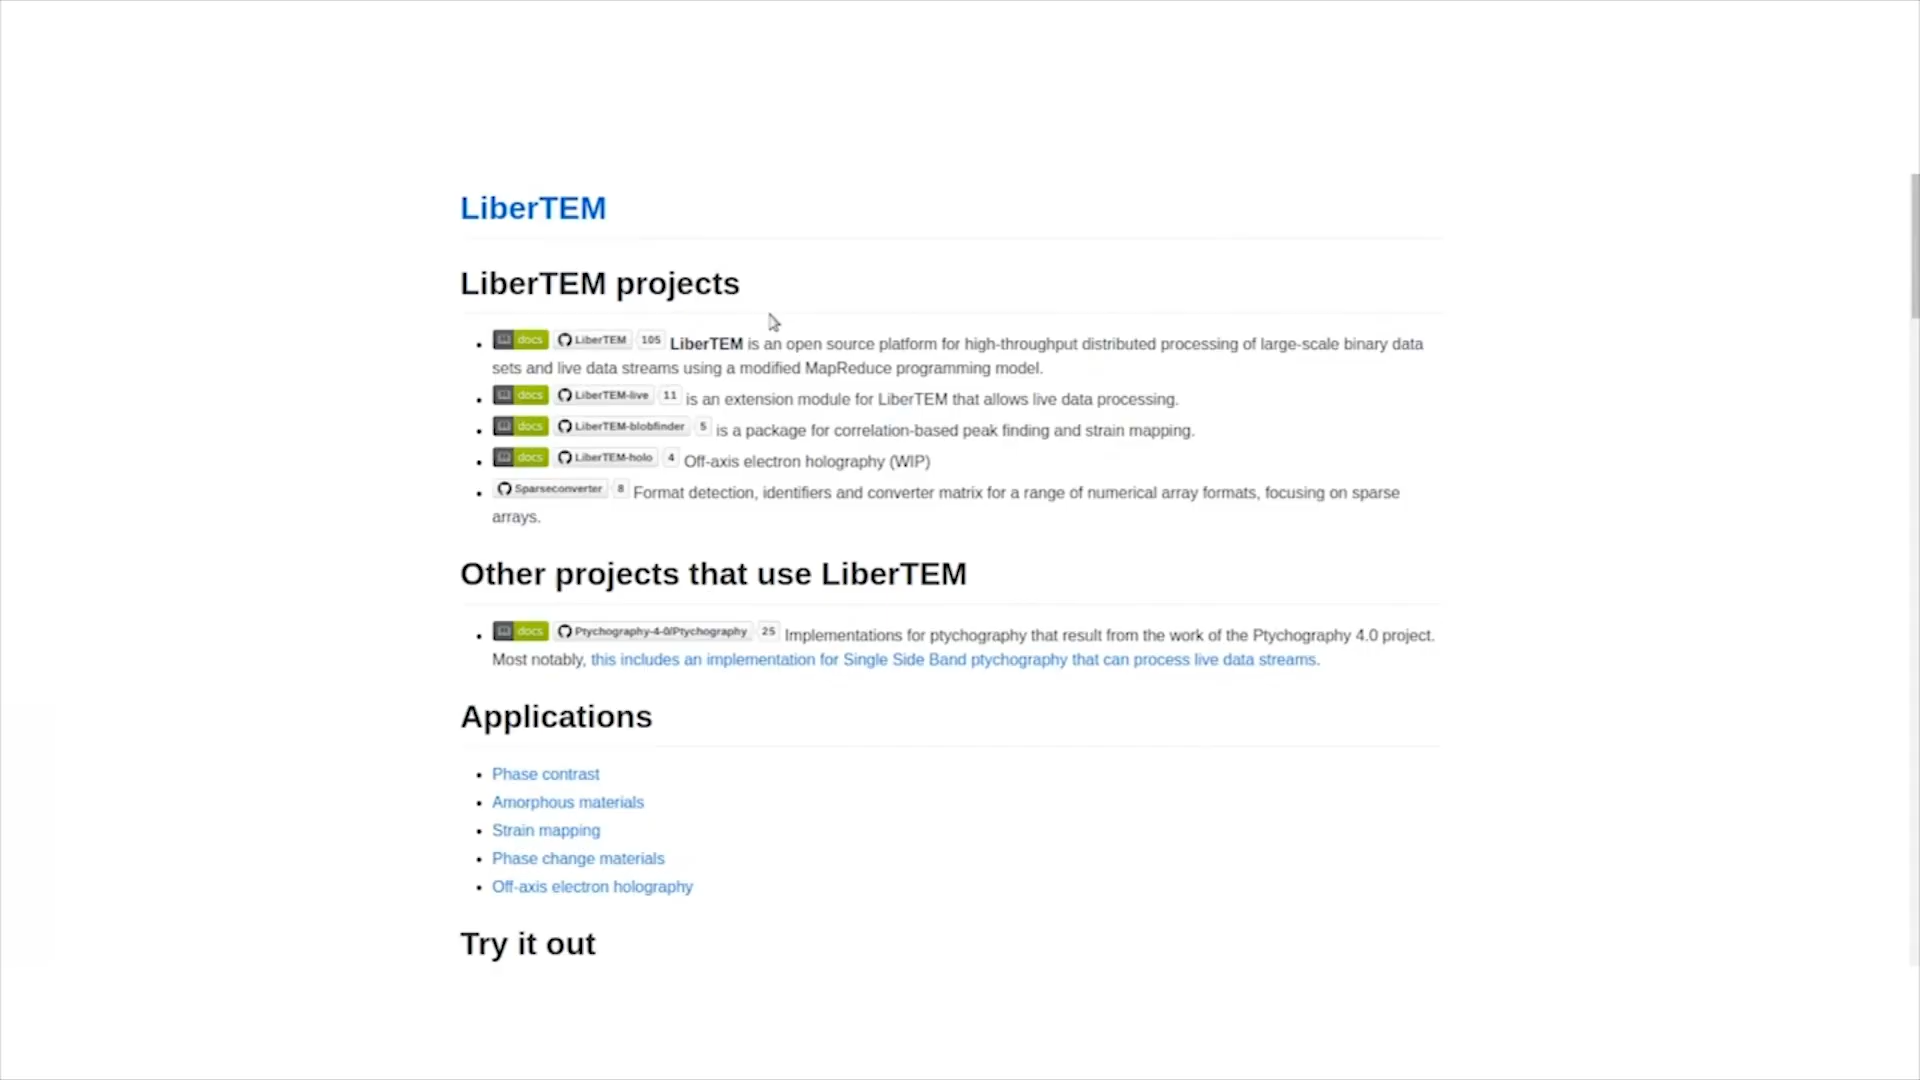 LiberTEM
LiberTEM projects
docs LiberTEM 105 LiberTEM is an open source platform for high-throughput distributed processing of large-scale binary data
sets and live data streams using a modified MapReduce programming model.
docs LiberTEM-live 11 is an extension module for LiberTEM that allows live data processing.
docs LiberTEM-blobfinder 5 is a package for correlation-based peak finding and strain mapping.
docs LiberTEM-holo 4 Off-axis electron holography (WIP)
Sparseconverter 8 Format detection, identifiers and converter matrix for a range of numerical array formats, focusing on sparse
arrays.
Other projects that use LiberTEM
docs Ptychography-4-0/Ptychography 25 Implementations for ptychography that result from the work of the Ptychography 4.0 project.
Most notably, this includes an implementation for Single Side Band ptychography that can process live data streams.
Applications
Phase contrast
Amorphous materials
Strain mapping
Phase change materials
Off-axis electron holography
Try it out